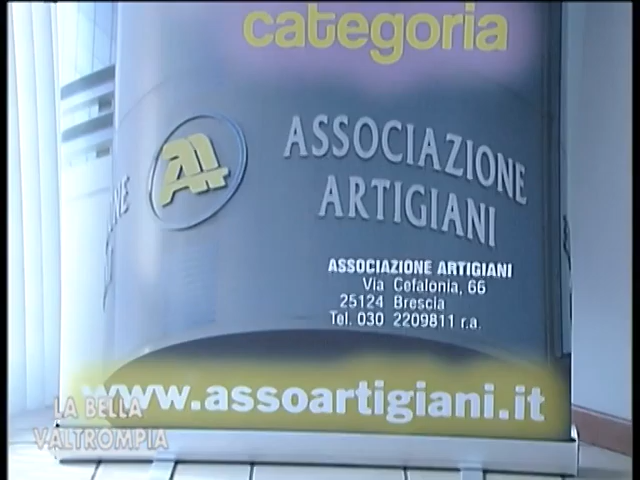 categoria
ASSOCIAZIONE
ARTIGIANI
ASSOCIAZIONE ARTIGIANI
Via Cefalonia, 66
25124 Brescia
Tel. 030 2209811 r.a.
www.assoartigiani.it
LA BELLA
VALTROMPIA